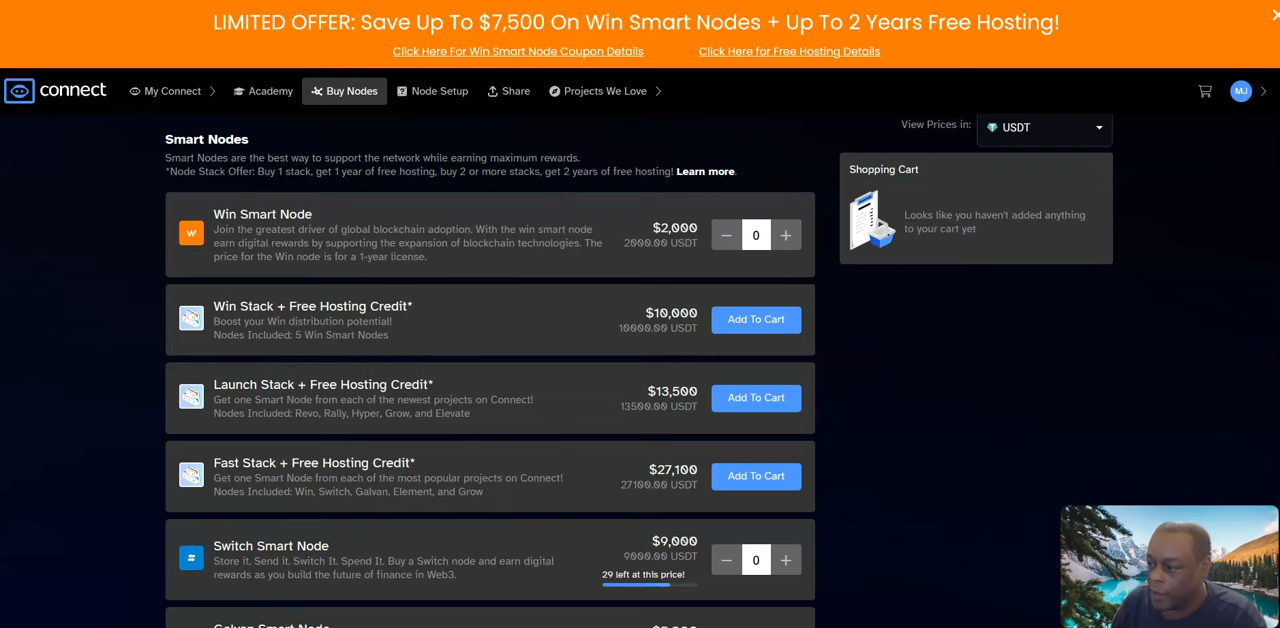 LIMITED OFFER: Save Up To $7,500 On Win Smart Nodes + Up To 2 Years Free Hosting!
Click Here For Win Smart Node Coupon Details
Click Here for Free Hosting Details
connect
My Connect
Academy
Buy Nodes
Node Setup
Share
Projects We Love
MJ
Smart Nodes
Smart Nodes are the best way to support the network while earning maximum rewards.
*Node Stack Offer: Buy 1 stack, get 1 year of free hosting, buy 2 or more stacks, get 2 years of free hosting! Learn more.
View Prices in:
USDT
Shopping Cart
Looks like you haven't added anything
to your cart yet
W
Win Smart Node
Join the greatest driver of global blockchain adoption. With the win smart node
earn digital rewards by supporting the expansion of blockchain technologies. The
price for the Win node is for a 1-year license.
$2,000
2000.00 USDT
0
Win Stack + Free Hosting Credit*
Boost your Win distribution potential!
Nodes Included: 5 Win Smart Nodes
$10,000
10000.00 USDT
Add To Cart
Launch Stack + Free Hosting Credit*
Get one Smart Node from each of the newest projects on Connect!
Nodes Included: Revo, Rally, Hyper, Grow, and Elevate
$13,500
13500.00 USDT
Add To Cart
Fast Stack + Free Hosting Credit*
Get one Smart Node from each of the most popular projects on Connect!
Nodes Included: Win, Switch, Galvan, Element, and Grow
$27,100
27100.00 USDT
Add To Cart
Switch Smart Node
Store it. Send it. Switch It. Spend It. Buy a Switch node and earn digital
rewards as you build the future of finance in Web3.
$9,000
9000.00 USDT
29 left at this price!
0
Galvan Smart Node